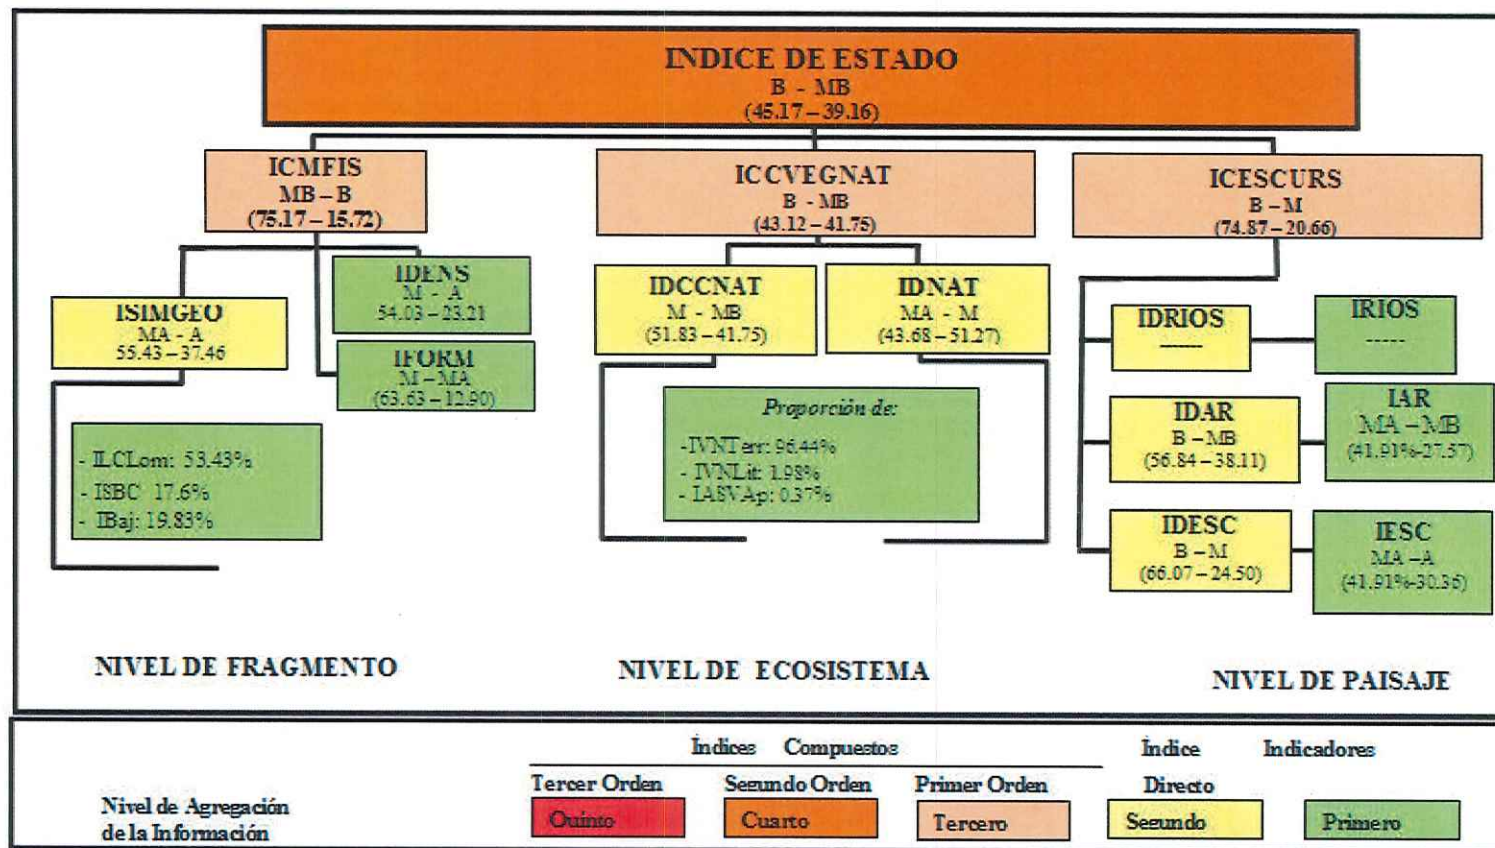 INDICE DE ESTADO
B - MB
(45.17 – 39.16)
ICMFIS
MB – B
(75.17 – 15.72)
ICCVEGNAT
B - MB
(43.12 – 41.75)
ICESCURS
B – M
(74.87 – 20.66)
ISIMGEO
MA - A
55.43 – 37.46
IDENS
M - A
54.03 – 23.21
IFORM
M – MA
(63.63 – 12.90)
- ILCLom: 53.43%
- ISBC 17.6%
- IBaj: 19.83%
IDCCNAT
M - MB
(51.83 – 41.75)
IDNAT
MA - M
(43.68 – 51.27)
Proporción de:
-IVNTerr: 96.44%
- IVNLit: 1.98%
- IASVAp: 0.37%
IDRIOS
------
IRIOS
-----
IDAR
B – MB
(56.84 – 38.11)
IAR
MA – MB
(41.91%-27.57)
IDESC
B – M
(66.07 – 24.50)
IESC
MA –A
(41.91%-30.36)
NIVEL DE FRAGMENTO
NIVEL DE ECOSISTEMA
NIVEL DE PAISAJE
Índices Compuestos
Índice
Indicadores
Tercer Orden
Segundo Orden
Primer Orden
Directo
Nivel de Agregación
de la Información
Quinto
Cuarto
Tercero
Segundo
Primero